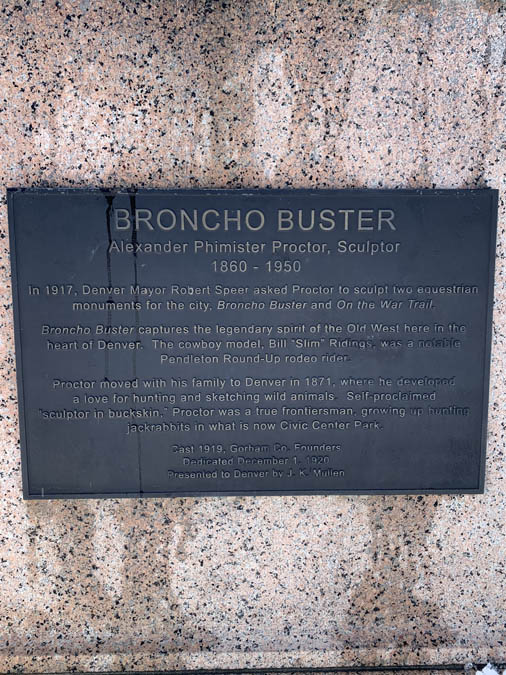 BRONCHO BUSTER
Alexander Phimister Proctor, Sculptor
1860 - 1950
In 1917, Denver Mayor Robert Speer asked Proctor to sculpt two equestrian
monuments for the city, Broncho Buster and On the War Trail.
Broncho Buster captures the legendary spirit of the Old West here in the
heart of Denver. The cowboy model, Bill "Slim" Ridings, was a notable
Pendleton Round-Up rodeo rider.
Proctor moved with his family to Denver in 1871, where he developed
a love for hunting and sketching wild animals. Self-proclaimed
"sculptor in buckskin," Proctor was a true frontiersman, growing up hunting
jackrabbits in what is now Civic Center Park.
Cast 1919, Gorham Co. Founders
Dedicated December 1, 1920
Presented to Denver by J. K. Mullen